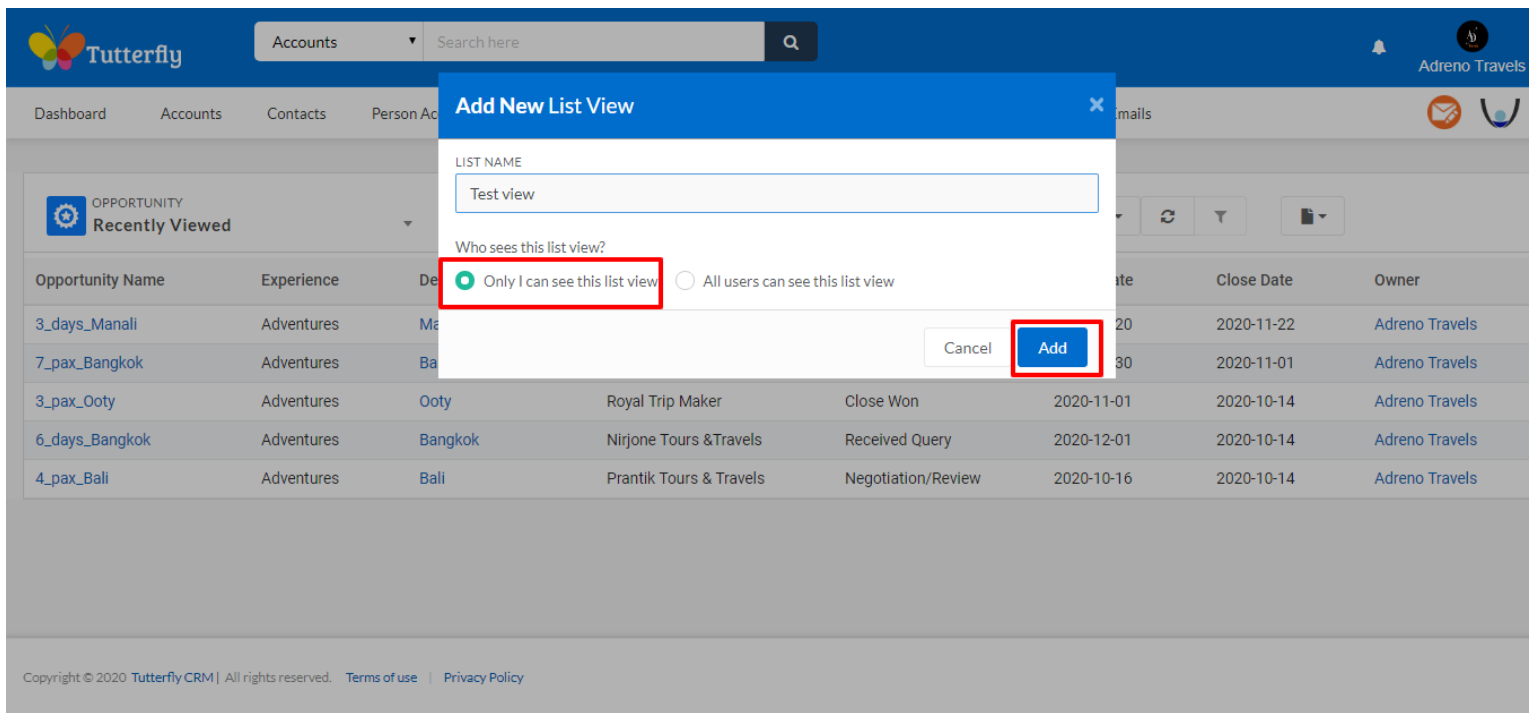 Tutterfly
Accounts
Search here
Adreno Travels
Dashboard Accounts Contacts Person Ac
Add New List View
×
LIST NAME
Test view
Who sees this list view?
Only I can see this list view All users can see this list view
Cancel Add
OPPORTUNITY
Recently Viewed
Opportunity Name Experience De ate Close Date Owner
3_days_Manali Adventures Ma 20 2020-11-22 Adreno Travels
7_pax_Bangkok Adventures Ba 30 2020-11-01 Adreno Travels
3_pax_Ooty Adventures Ooty Royal Trip Maker Close Won 2020-11-01 2020-10-14 Adreno Travels
6_days_Bangkok Adventures Bangkok Nirjone Tours &Travels Received Query 2020-12-01 2020-10-14 Adreno Travels
4_pax_Bali Adventures Bali Prantik Tours & Travels Negotiation/Review 2020-10-16 2020-10-14 Adreno Travels
Copyright © 2020 Tutterfly CRM | All rights reserved. Terms of use | Privacy Policy